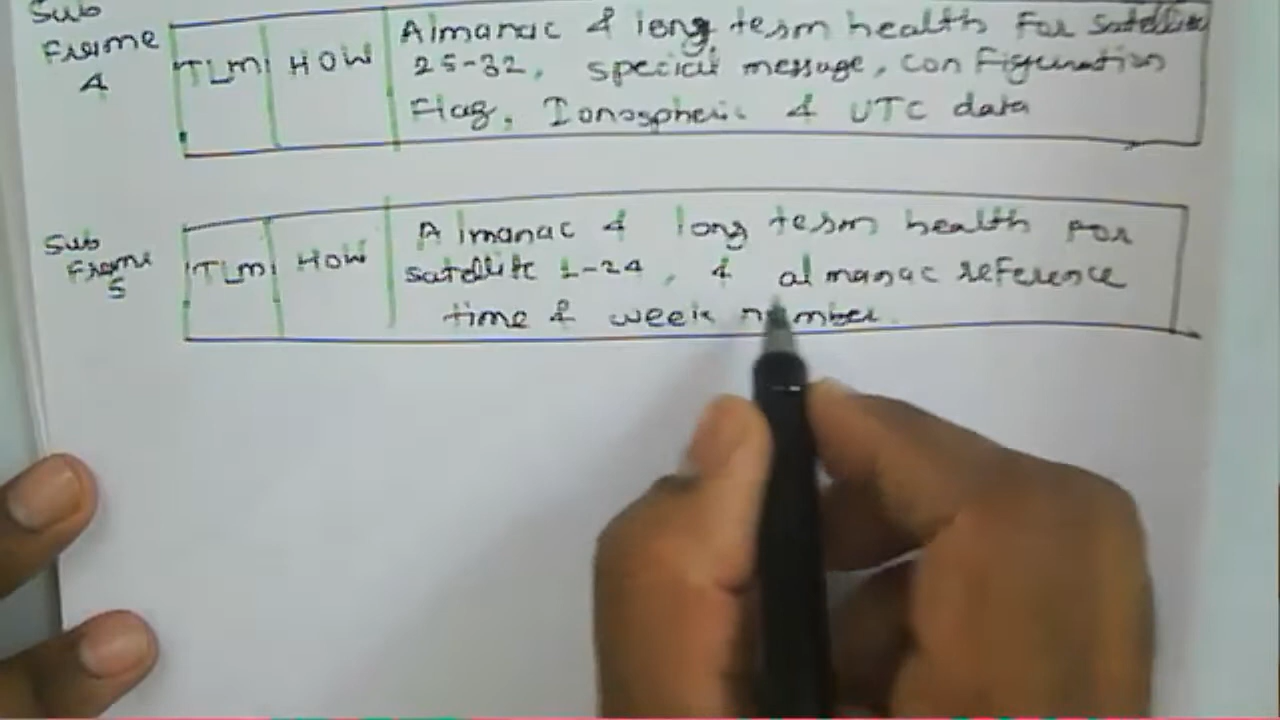 Sub
Frame
4
TLM
HOW
Almanac & long term health For satellite
25-32, special message, configuration
Flag, Ionospheric & UTC data
Sub
Frame
5
TLM
HOW
Almanac & long term health For
satellite 1-24, & almanac reference
time & week number.